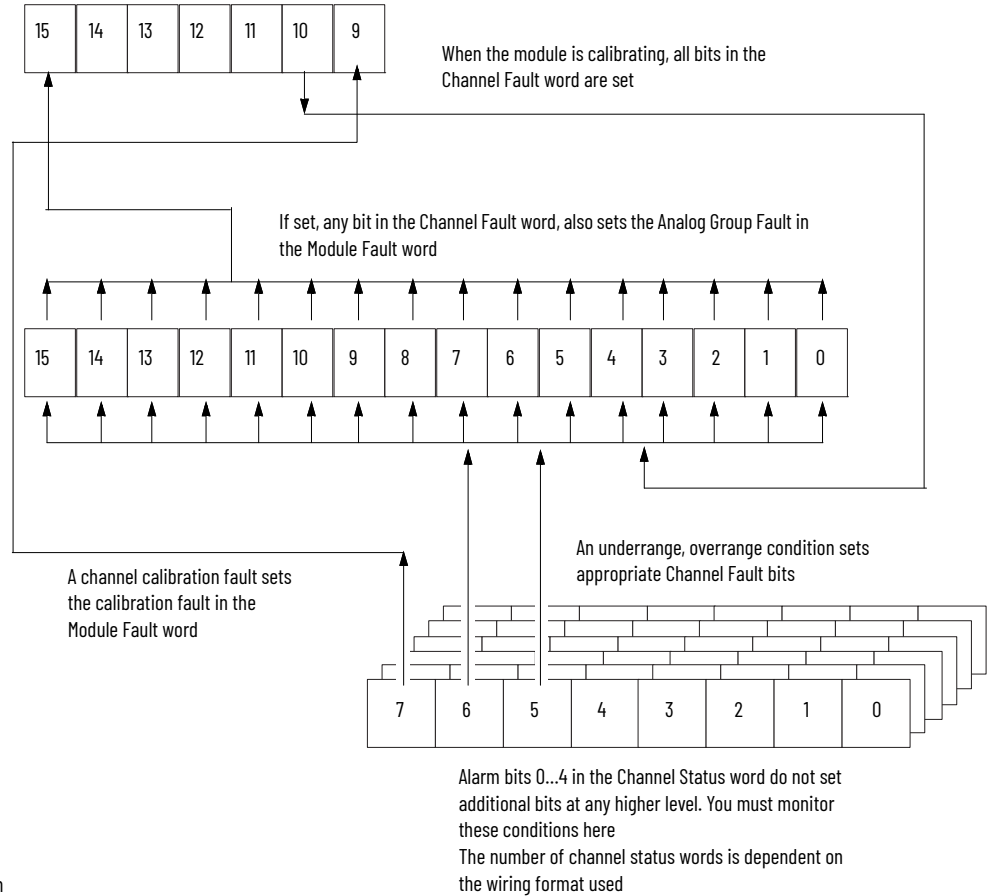 15 14 13 12 11 10 9
When the module is calibrating, all bits in the
Channel Fault word are set
If set, any bit in the Channel Fault word, also sets the Analog Group Fault in
the Module Fault word
15 14 13 12 11 10 9 8 7 6 5 4 3 2 1 0
An underrange, overrange condition sets
appropriate Channel Fault bits
A channel calibration fault sets
the calibration fault in the
Module Fault word
7 6 5 4 3 2 1 0
Alarm bits 0...4 in the Channel Status word do not set
additional bits at any higher level. You must monitor
these conditions here
The number of channel status words is dependent on
the wiring format used